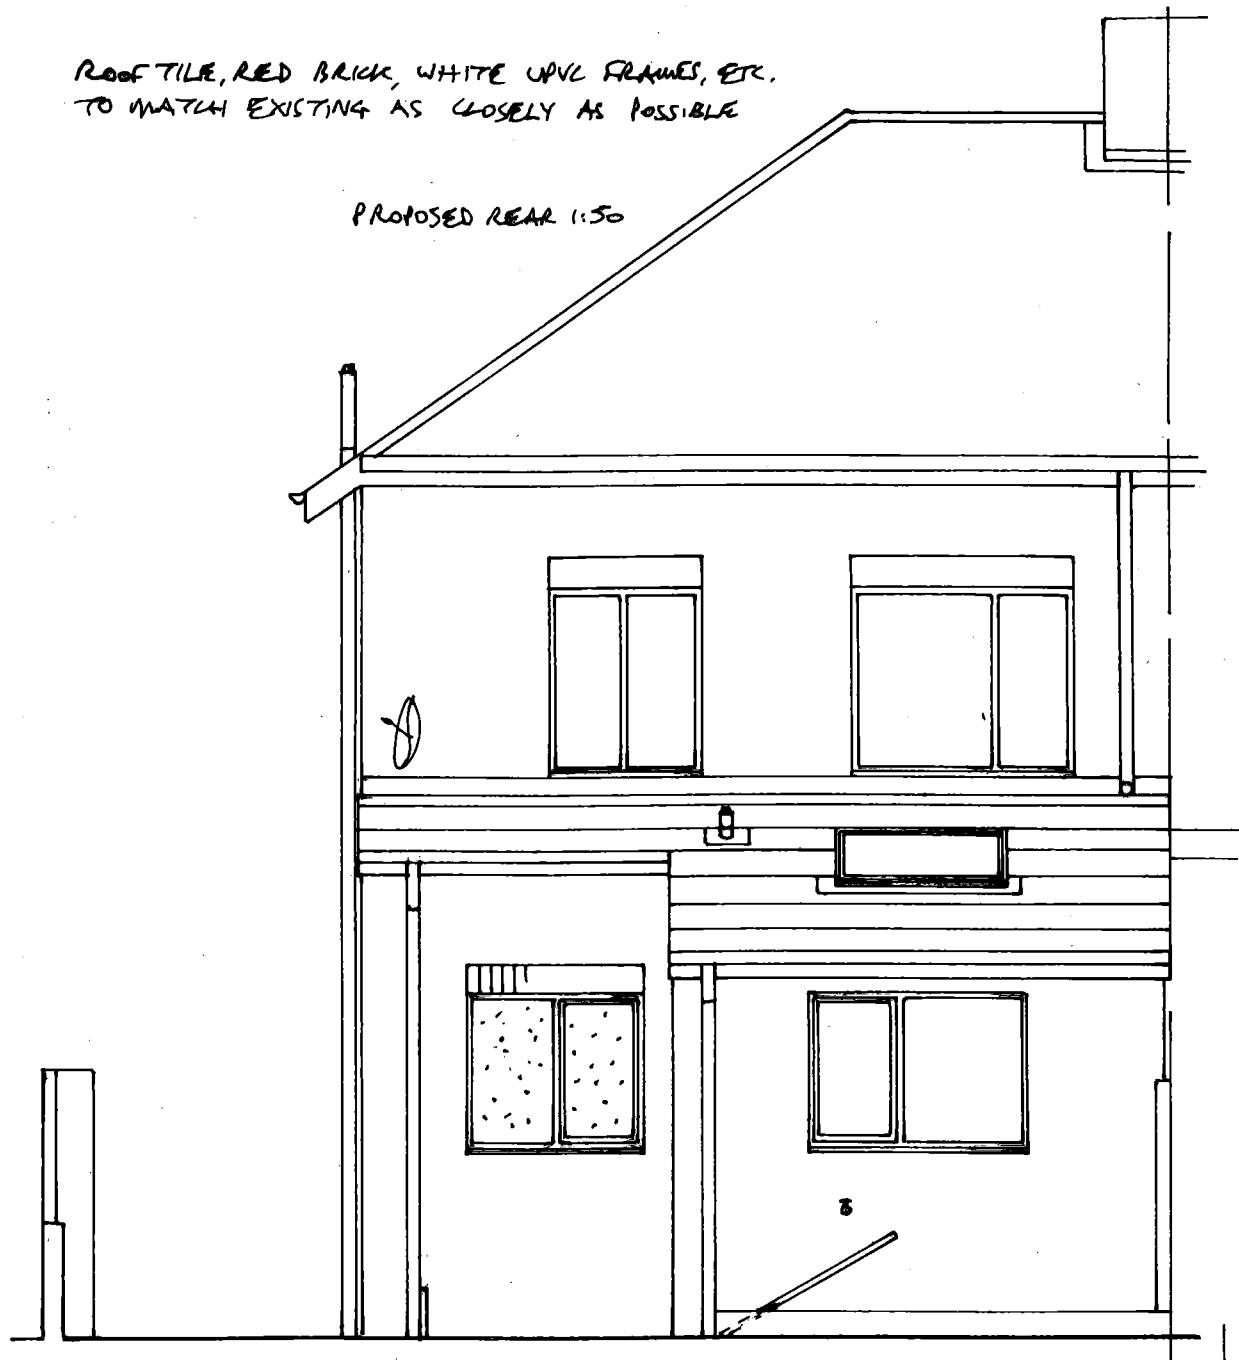 ROOF TILE, RED BRICK, WHITE UPVC FRAMES, ETC.
TO MATCH EXISTING AS CLOSELY AS POSSIBLE
PROPOSED REAR 1:50